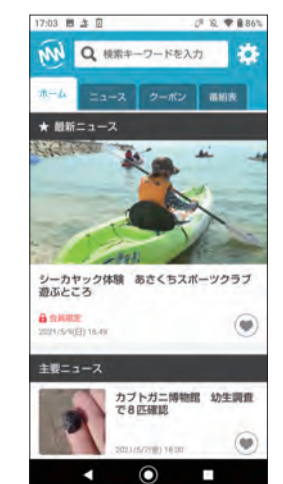 17:03
86%
MW
検索キーワードを入力
ホーム
ニュース
クーポン
番組表
★ 最新ニュース
シーカヤック体験 あさくちスポーツクラブ
遊ぶところ
会員限定
2021/5/9(日) 16:49
主要ニュース
カブトガニ博物館 幼生調査
で8匹確認
2021/5/7(金) 18:00